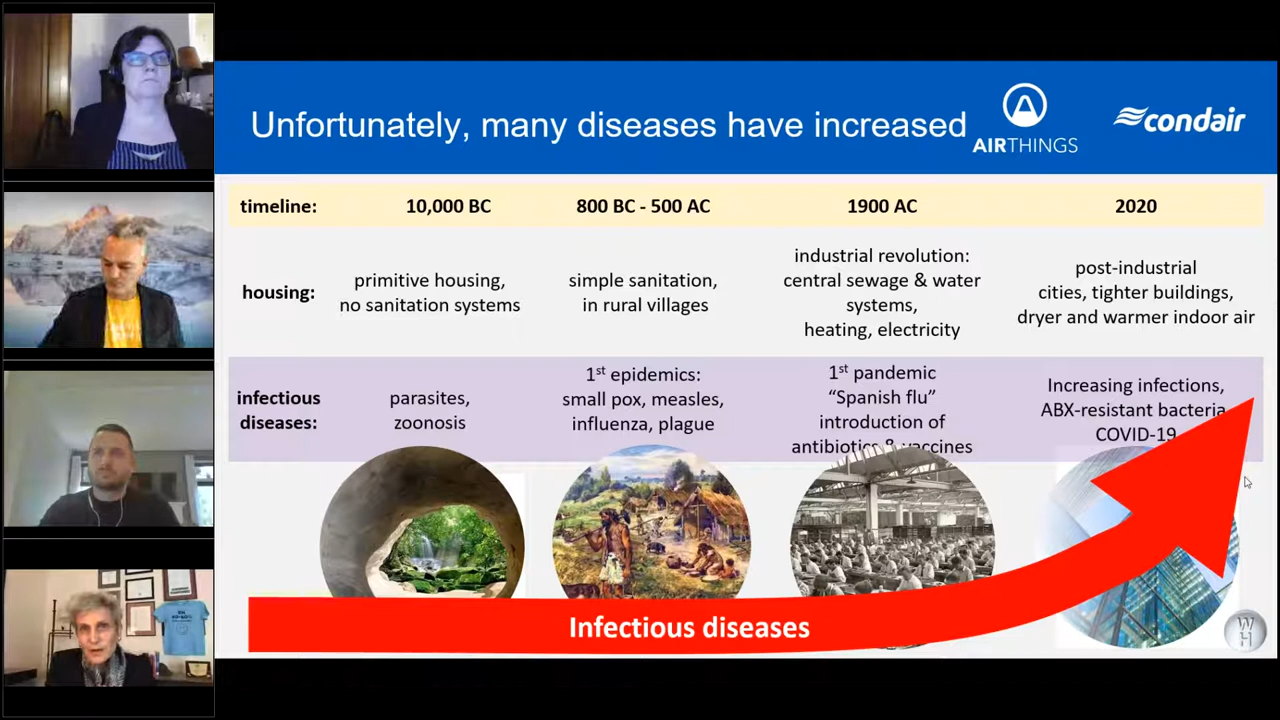 Unfortunately, many diseases have increased
AIRTHINGS
condair
timeline:
10,000 BC
800 BC - 500 AC
1900 AC
2020
housing:
primitive housing,
no sanitation systems
simple sanitation,
in rural villages
industrial revolution:
central sewage & water
systems,
heating, electricity
post-industrial
cities, tighter buildings,
dryer and warmer indoor air
infectious
diseases:
parasites,
zoonosis
1st epidemics:
small pox, measles,
influenza, plague
1st pandemic
“Spanish flu”
introduction of
antibiotics & vaccines
Increasing infections,
ABX-resistant bacteria
COVID-19
Infectious diseases
W
H